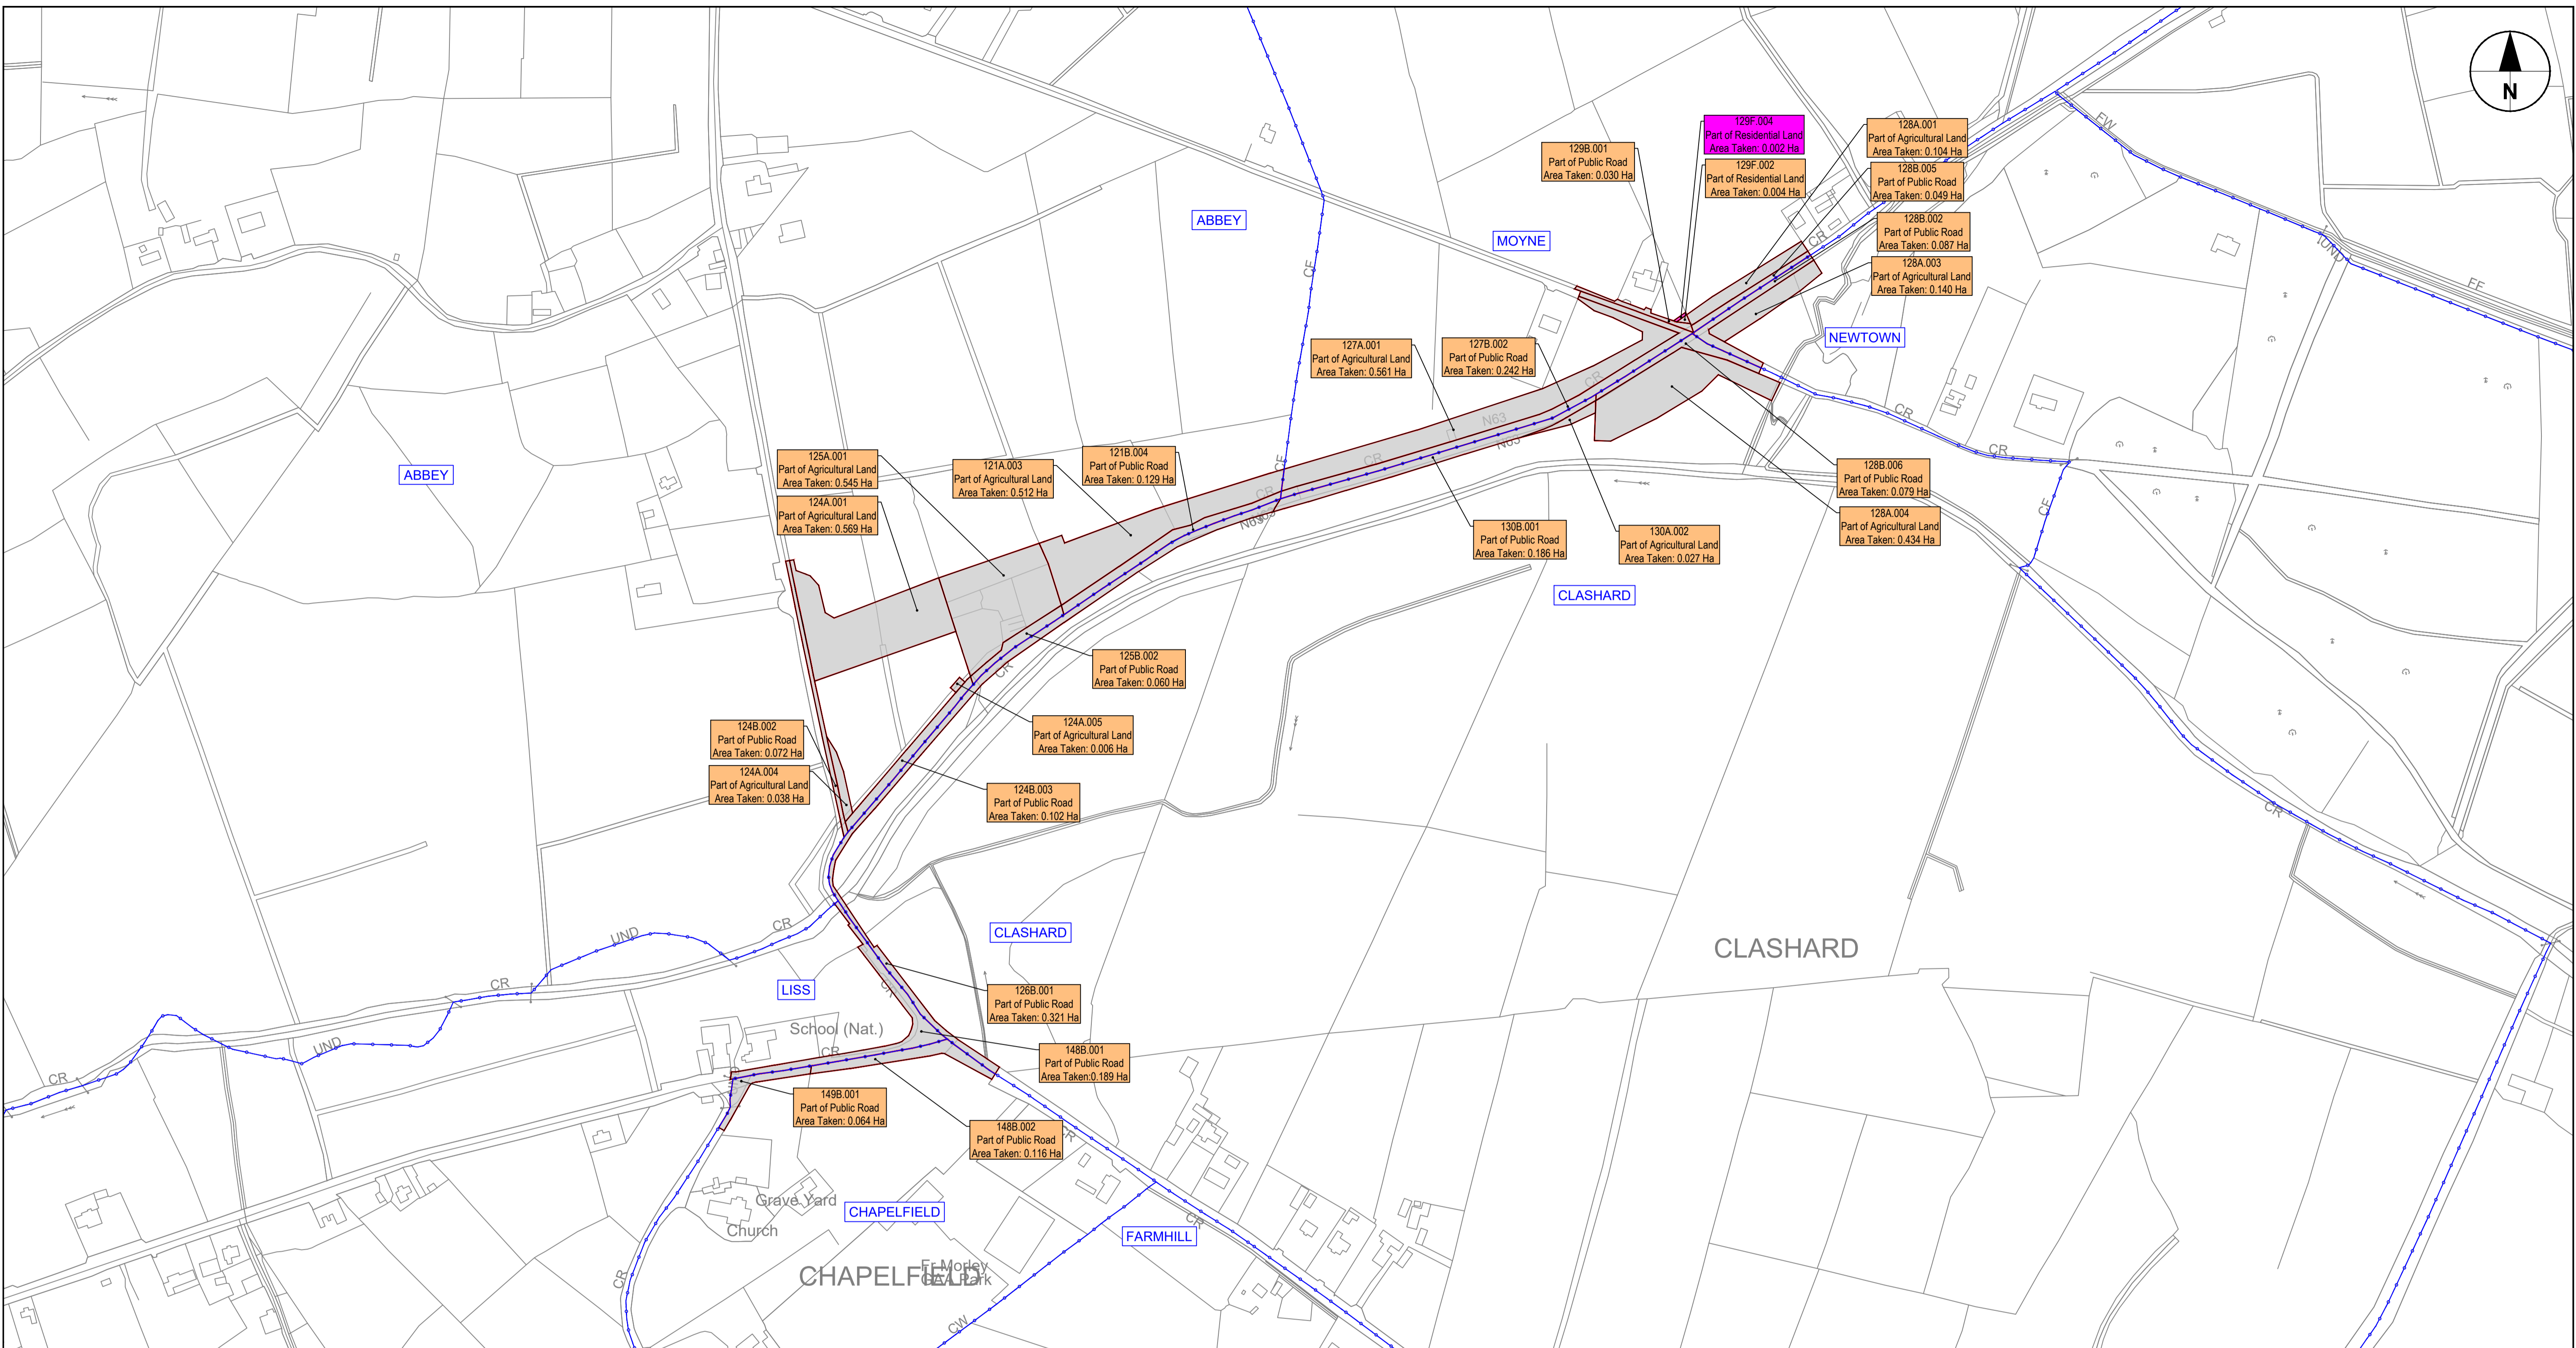 N
129F.004
Part of Residential Land
Area Taken: 0.002 Ha
128A.001
Part of Agricultural Land
Area Taken: 0.104 Ha
FW
129B.001
Part of Public Road
Area Taken: 0.030 Ha
129F.002
Part of Residential Land
Area Taken: 0.004 Ha
128B.005
Part of Public Road
Area Taken: 0.049 Ha
ABBEY
128B.002
Part of Public Road
Area Taken: 0.087 Ha
MOYNE
CR
UND
CF
128A.003
Part of Agricultural Land
Area Taken: 0.140 Ha
FF
NEWTOWN
127A.001
Part of Agricultural Land
Area Taken: 0.561 Ha
127B.002
Part of Public Road
Area Taken: 0.242 Ha
CR
CR
N63
N63
CR
125A.001
Part of Agricultural Land
Area Taken: 0.545 Ha
121A.003
Part of Agricultural Land
Area Taken: 0.512 Ha
121B.004
Part of Public Road
Area Taken: 0.129 Ha
CR
CF
128B.006
Part of Public Road
Area Taken: 0.079 Ha
ABBEY
CR
N63
124A.001
Part of Agricultural Land
Area Taken: 0.569 Ha
CF
128A.004
Part of Agricultural Land
Area Taken: 0.434 Ha
130B.001
Part of Public Road
Area Taken: 0.186 Ha
130A.002
Part of Agricultural Land
Area Taken: 0.027 Ha
CLASHARD
125B.002
Part of Public Road
Area Taken: 0.060 Ha
CR
124B.002
Part of Public Road
Area Taken: 0.072 Ha
124A.005
Part of Agricultural Land
Area Taken: 0.006 Ha
124A.004
Part of Agricultural Land
Area Taken: 0.038 Ha
124B.003
Part of Public Road
Area Taken: 0.102 Ha
CR
CR
UND
CLASHARD
CLASHARD
CR
LISS
CR
126B.001
Part of Public Road
Area Taken: 0.321 Ha
School (Nat.)
UND
CR
148B.001
Part of Public Road
Area Taken:0.189 Ha
CR
149B.001
Part of Public Road
Area Taken: 0.064 Ha
148B.002
Part of Public Road
Area Taken: 0.116 Ha
CR
Grave Yard
CHAPELFIELD
Church
CR
FARMHILL
CR
Fr Morley
CHAPELFIELD
GAA Park
CW